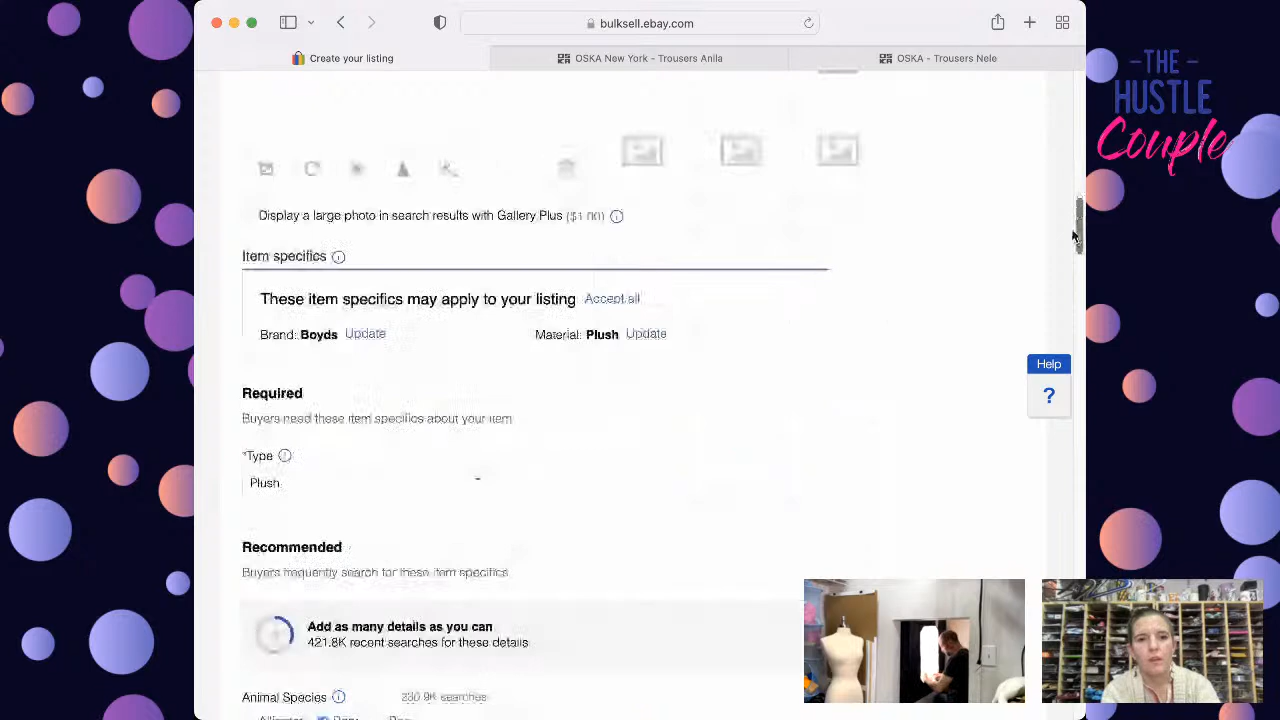 bulksell.ebay.com
Create your listing
OSKA New York - Trousers Anila
OSKA - Trousers Nele
-THE-
HUSTLE
Couple
Display a large photo in search results with Gallery Plus ($1.00)
Item specifics
These item specifics may apply to your listing Accept all
Brand: Boyds Update
Material: Plush Update
Help
?
Required
Buyers need these item specifics about your item
*Type
Plush
Recommended
Buyers frequently search for these item specifics
Add as many details as you can
421.8K recent searches for these details
Animal Species
searches